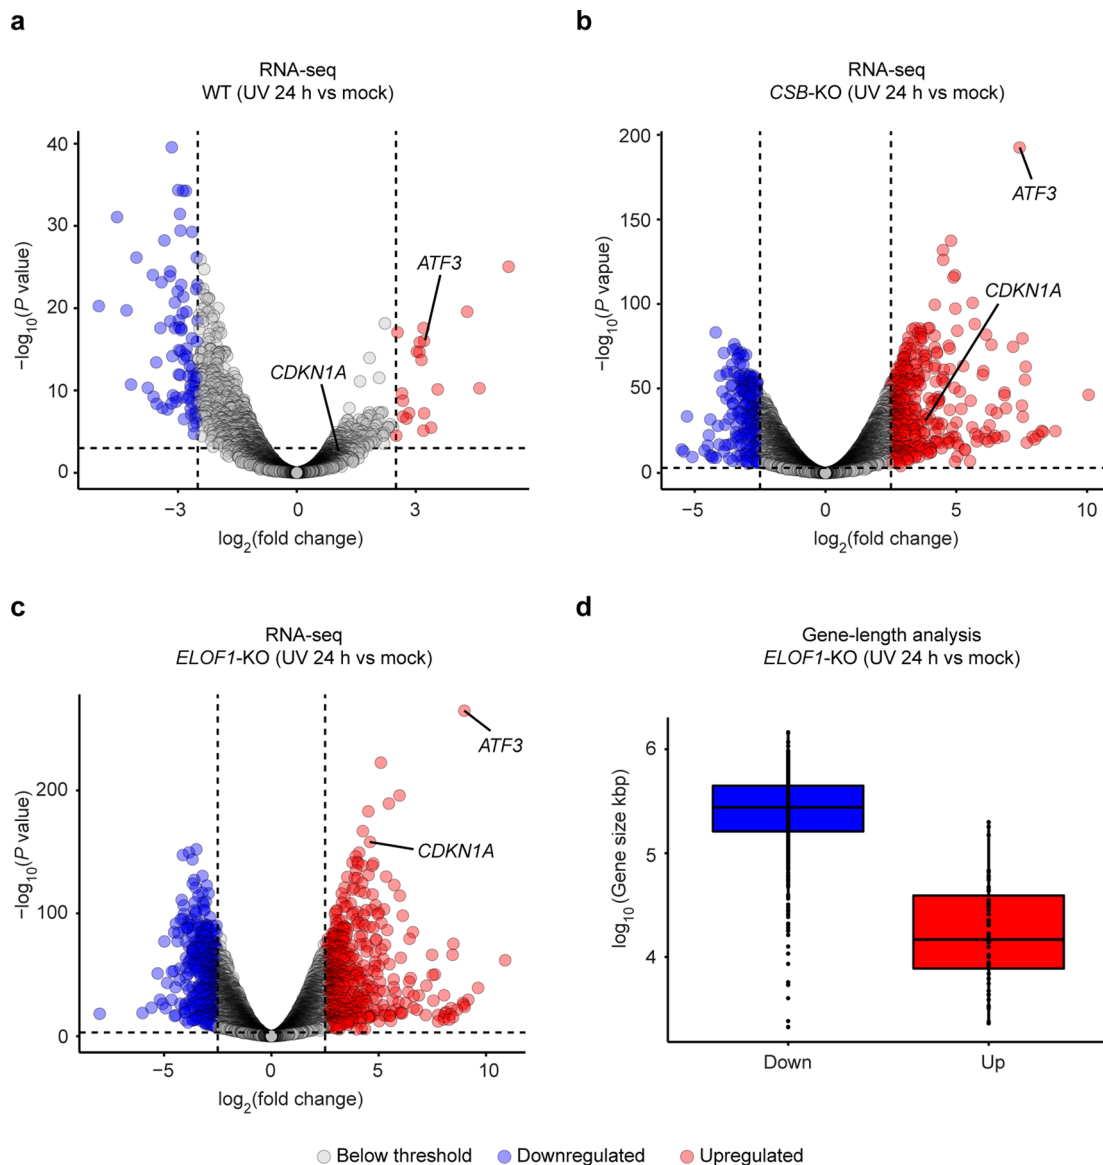 a
RNA-seq
WT (UV 24 h vs mock)
40
30
20
10
0
−log10(P value)
ATF3
CDKN1A
−3
0
3
log2(fold change)
b
RNA-seq
CSB-KO (UV 24 h vs mock)
200
150
100
50
0
−log10(P vapue)
ATF3
CDKN1A
−5
0
5
10
log2(fold change)
c
RNA-seq
ELOF1-KO (UV 24 h vs mock)
200
100
0
−log10(P value)
ATF3
CDKN1A
−5
0
5
10
log2(fold change)
d
Gene-length analysis
ELOF1-KO (UV 24 h vs mock)
6
5
4
log10(Gene size kbp)
Down
Up
Below threshold
Downregulated
Upregulated